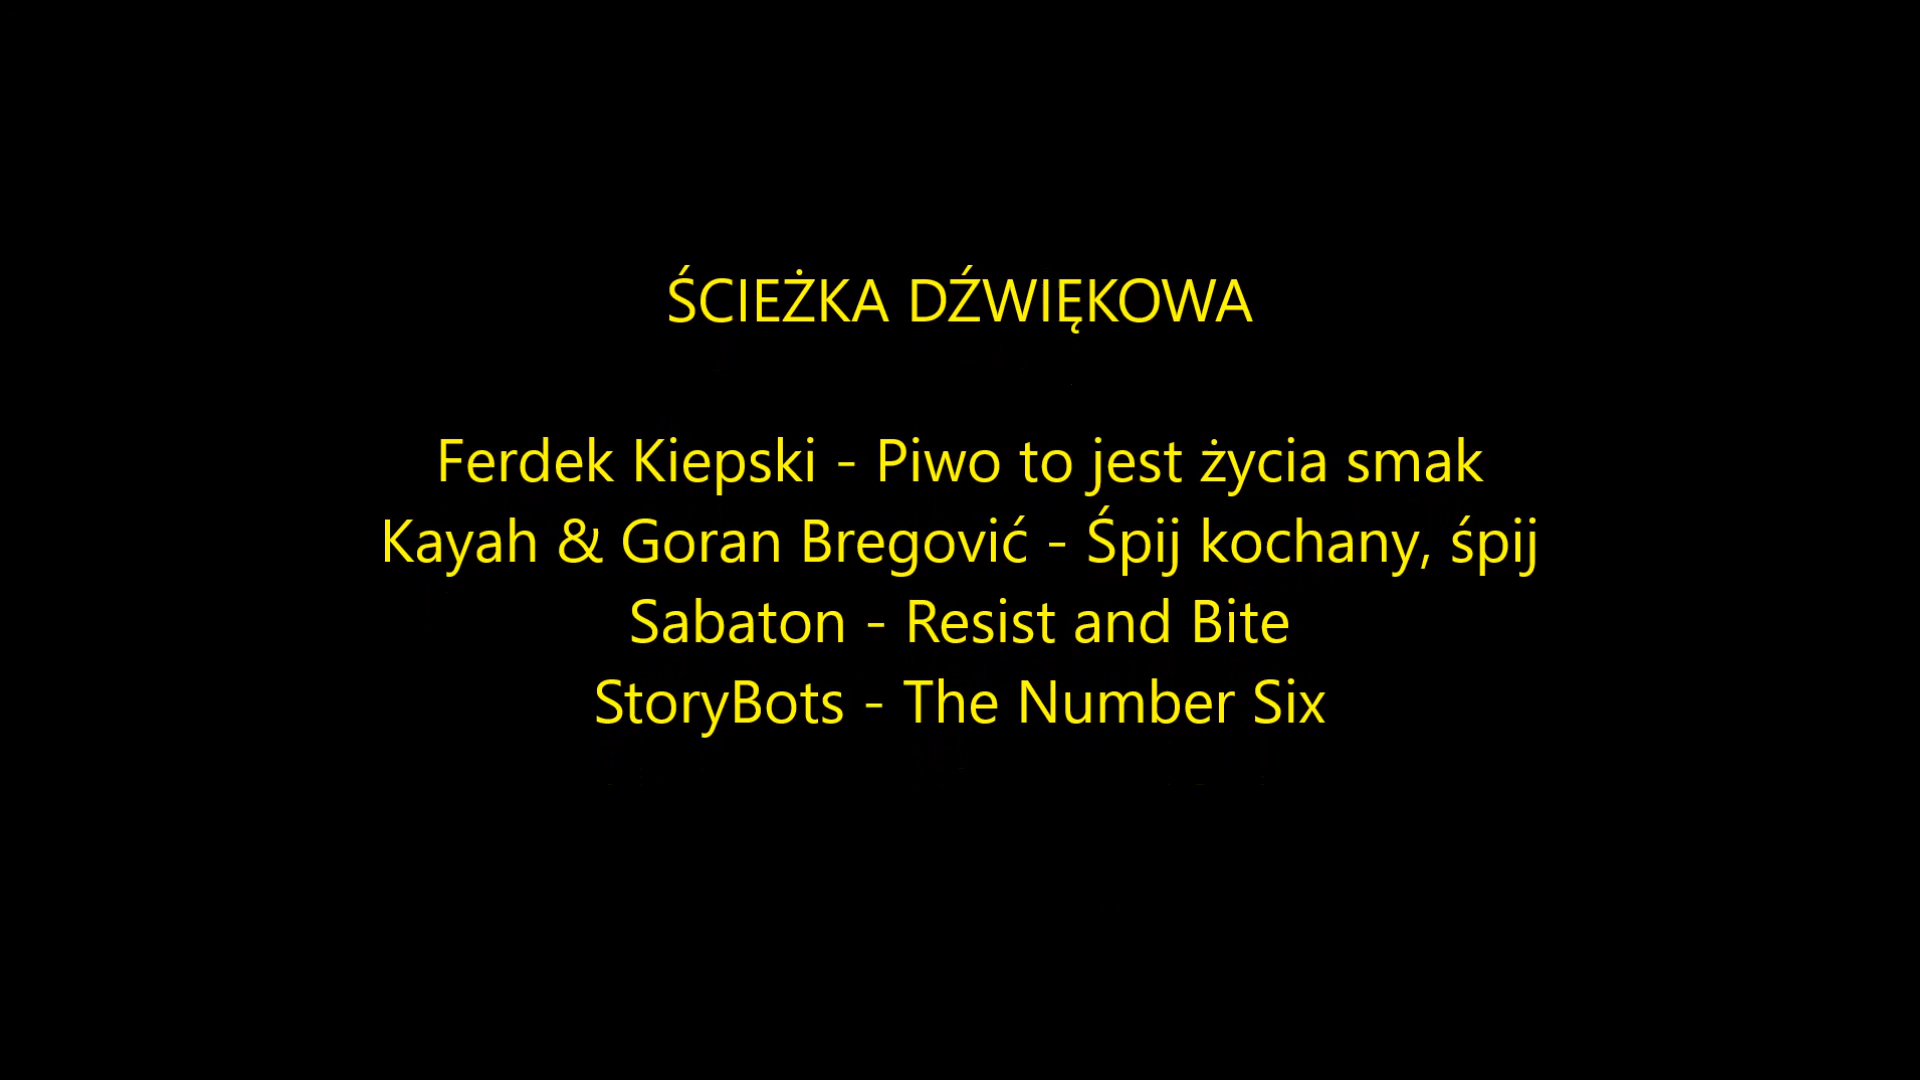 ŚCIEŻKA DŹWIĘKOWA
Ferdek Kiepski - Piwo to jest życia smak
Kayah & Goran Bregović - Śpij kochany, śpij
Sabaton - Resist and Bite
StoryBots - The Number Six